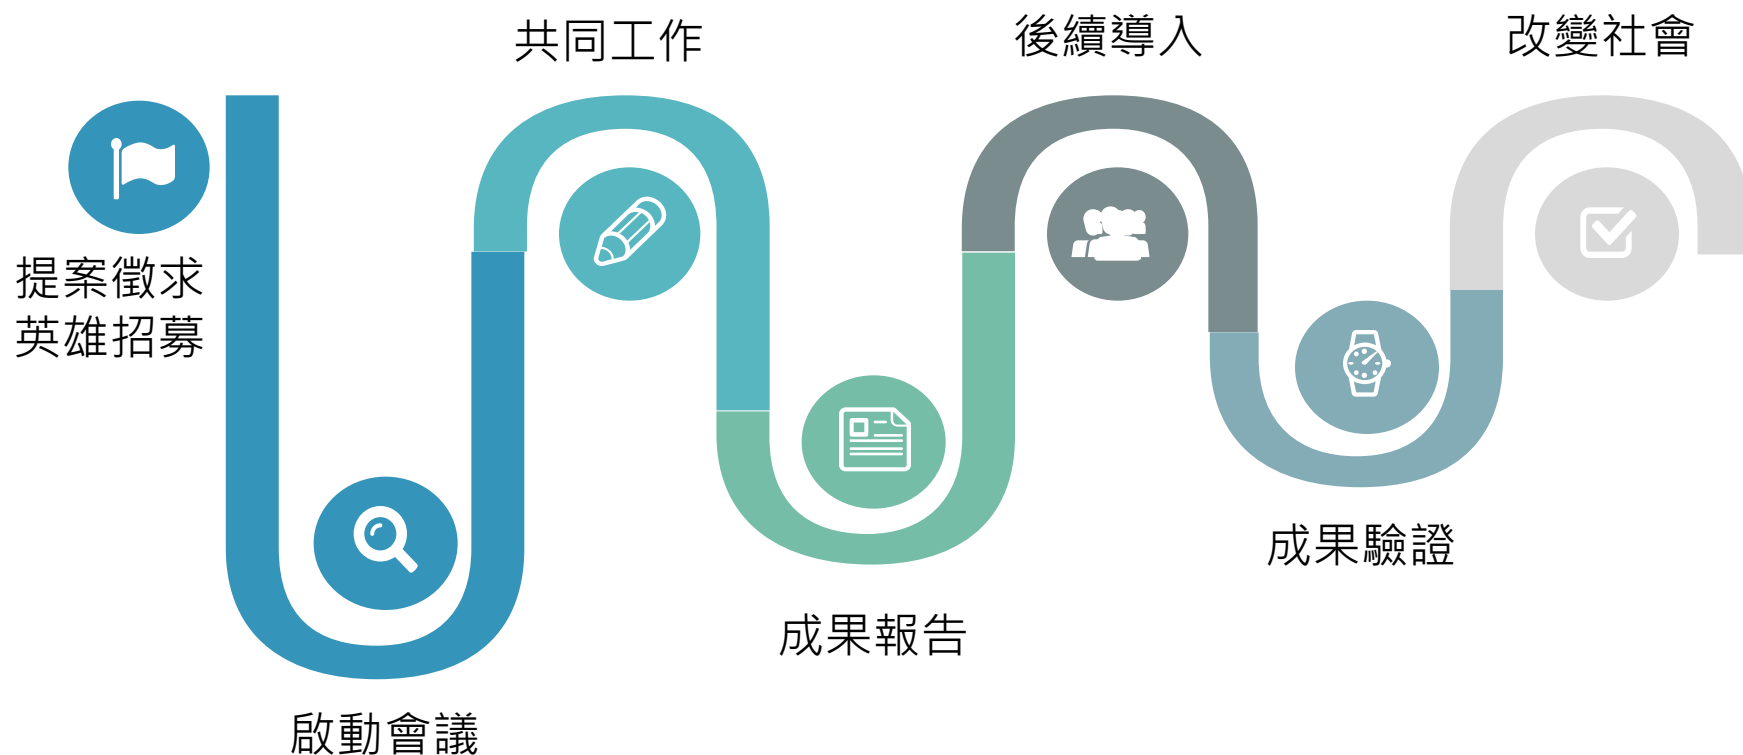 提案徵求
英雄招募
啟動會議
共同工作
成果報告
後續導入
成果驗證
改變社會